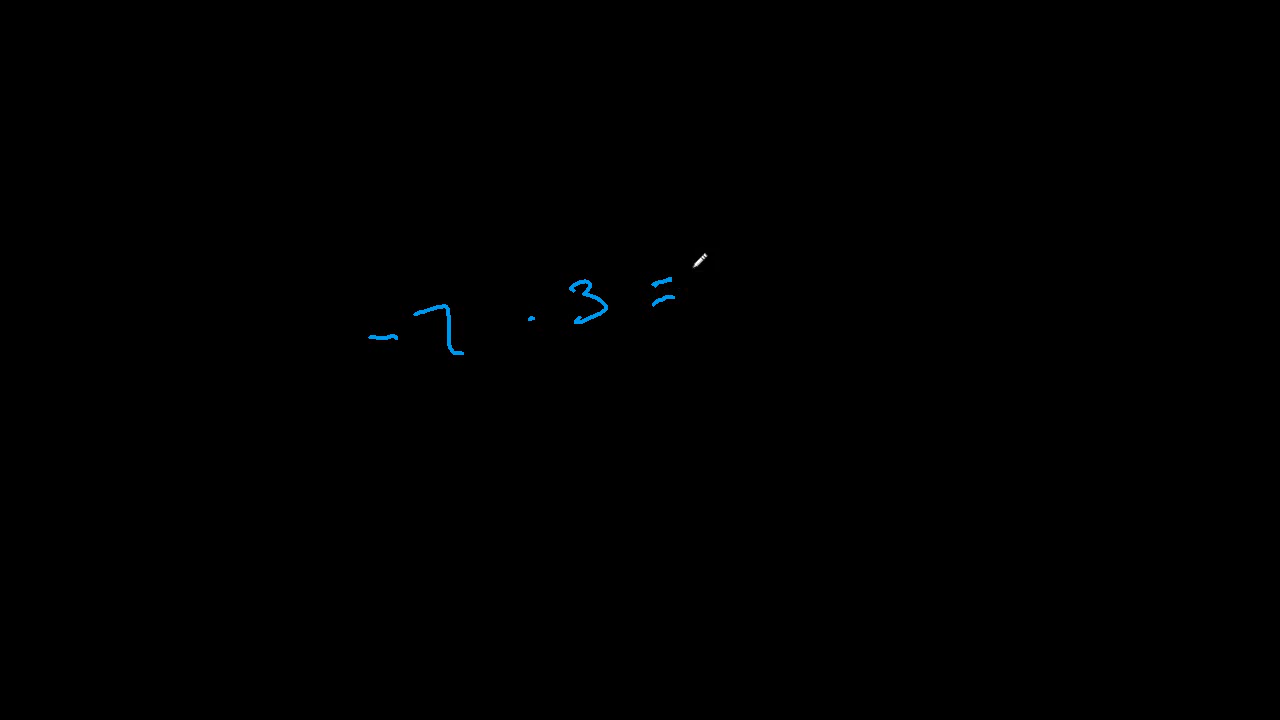 -7 · 3 =